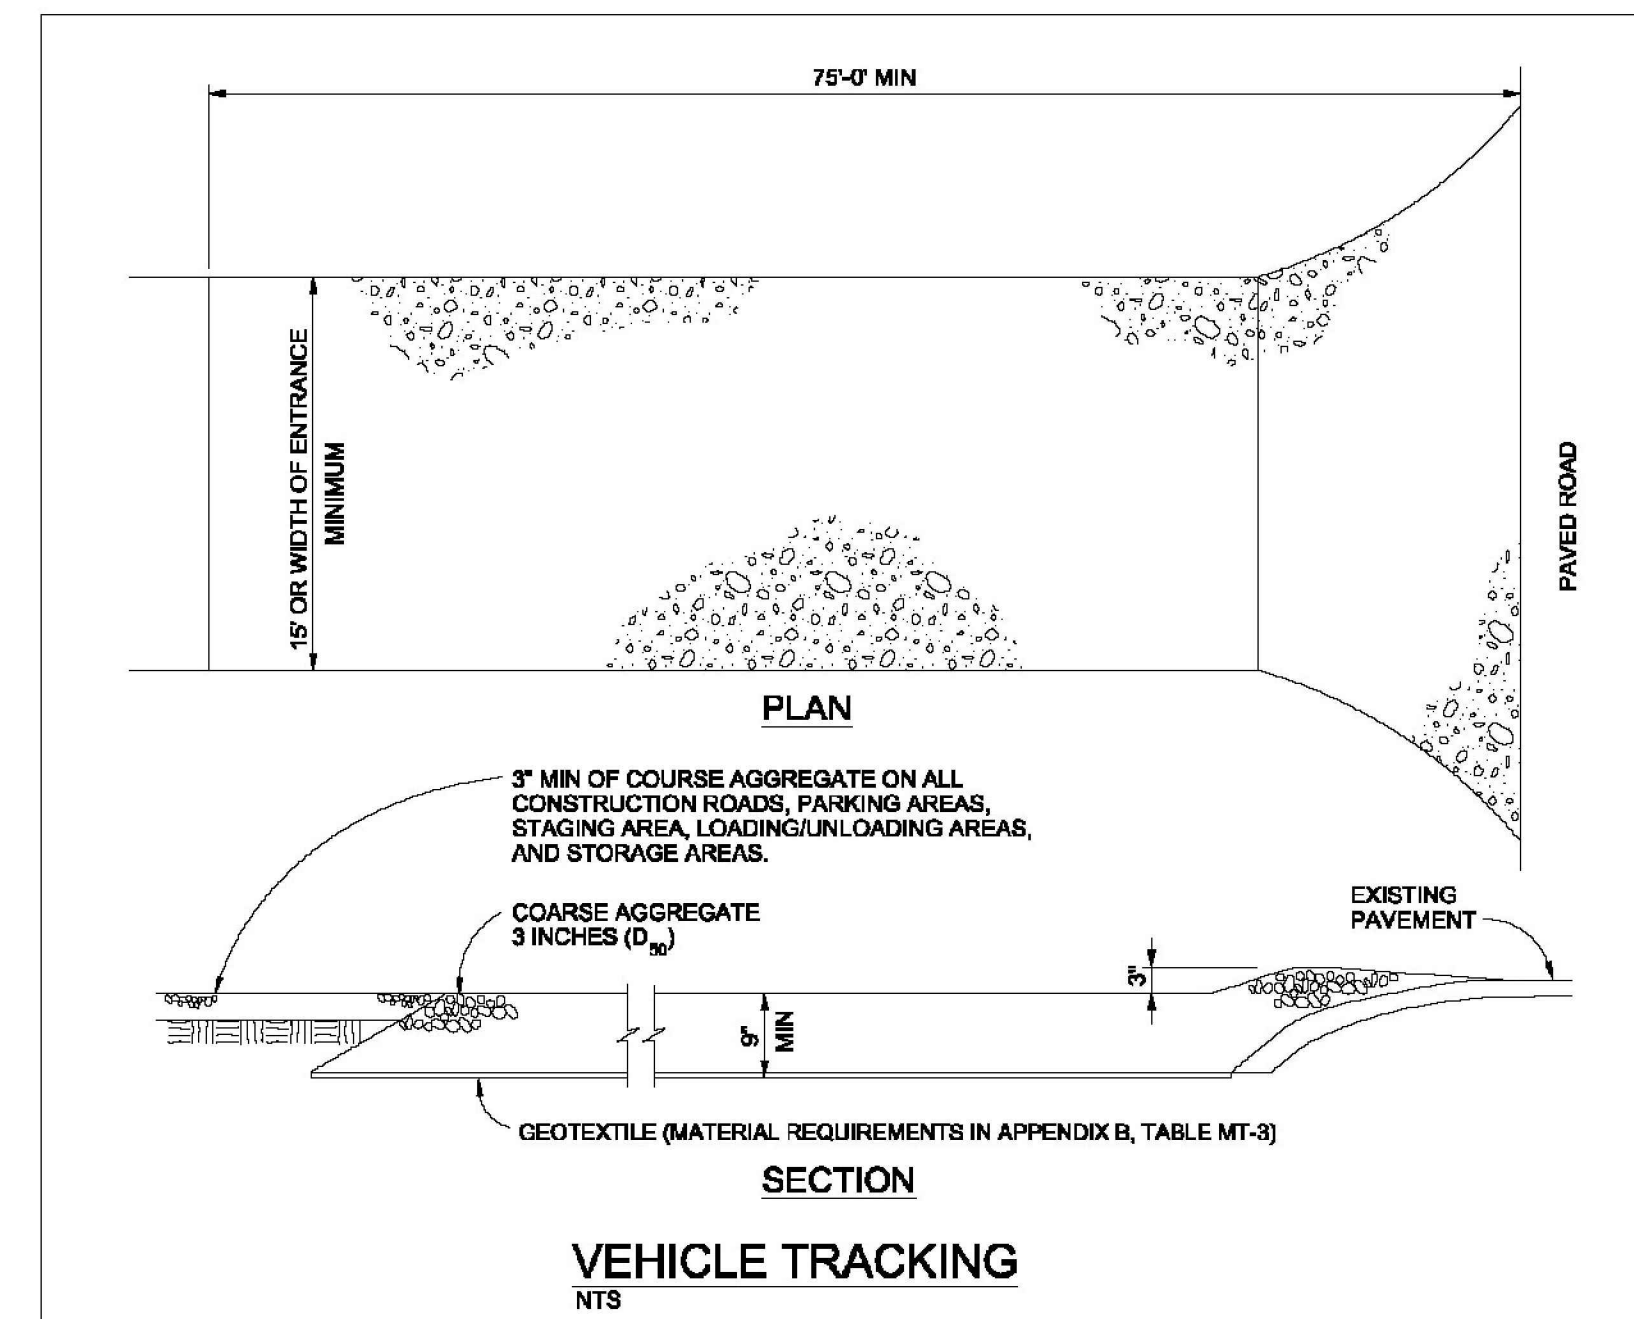 75'-0' MIN
15' OR WIDTH OF ENTRANCE
MINIMUM
PAVED ROAD
PLAN
3" MIN OF COURSE AGGREGATE ON ALL
CONSTRUCTION ROADS, PARKING AREAS,
STAGING AREA, LOADING/UNLOADING AREAS,
AND STORAGE AREAS.
COARSE AGGREGATE
3 INCHES (D50)
EXISTING
PAVEMENT
3"
9"
MIN
GEOTEXTILE (MATERIAL REQUIREMENTS IN APPENDIX B, TABLE MT-3)
SECTION
VEHICLE TRACKING
NTS